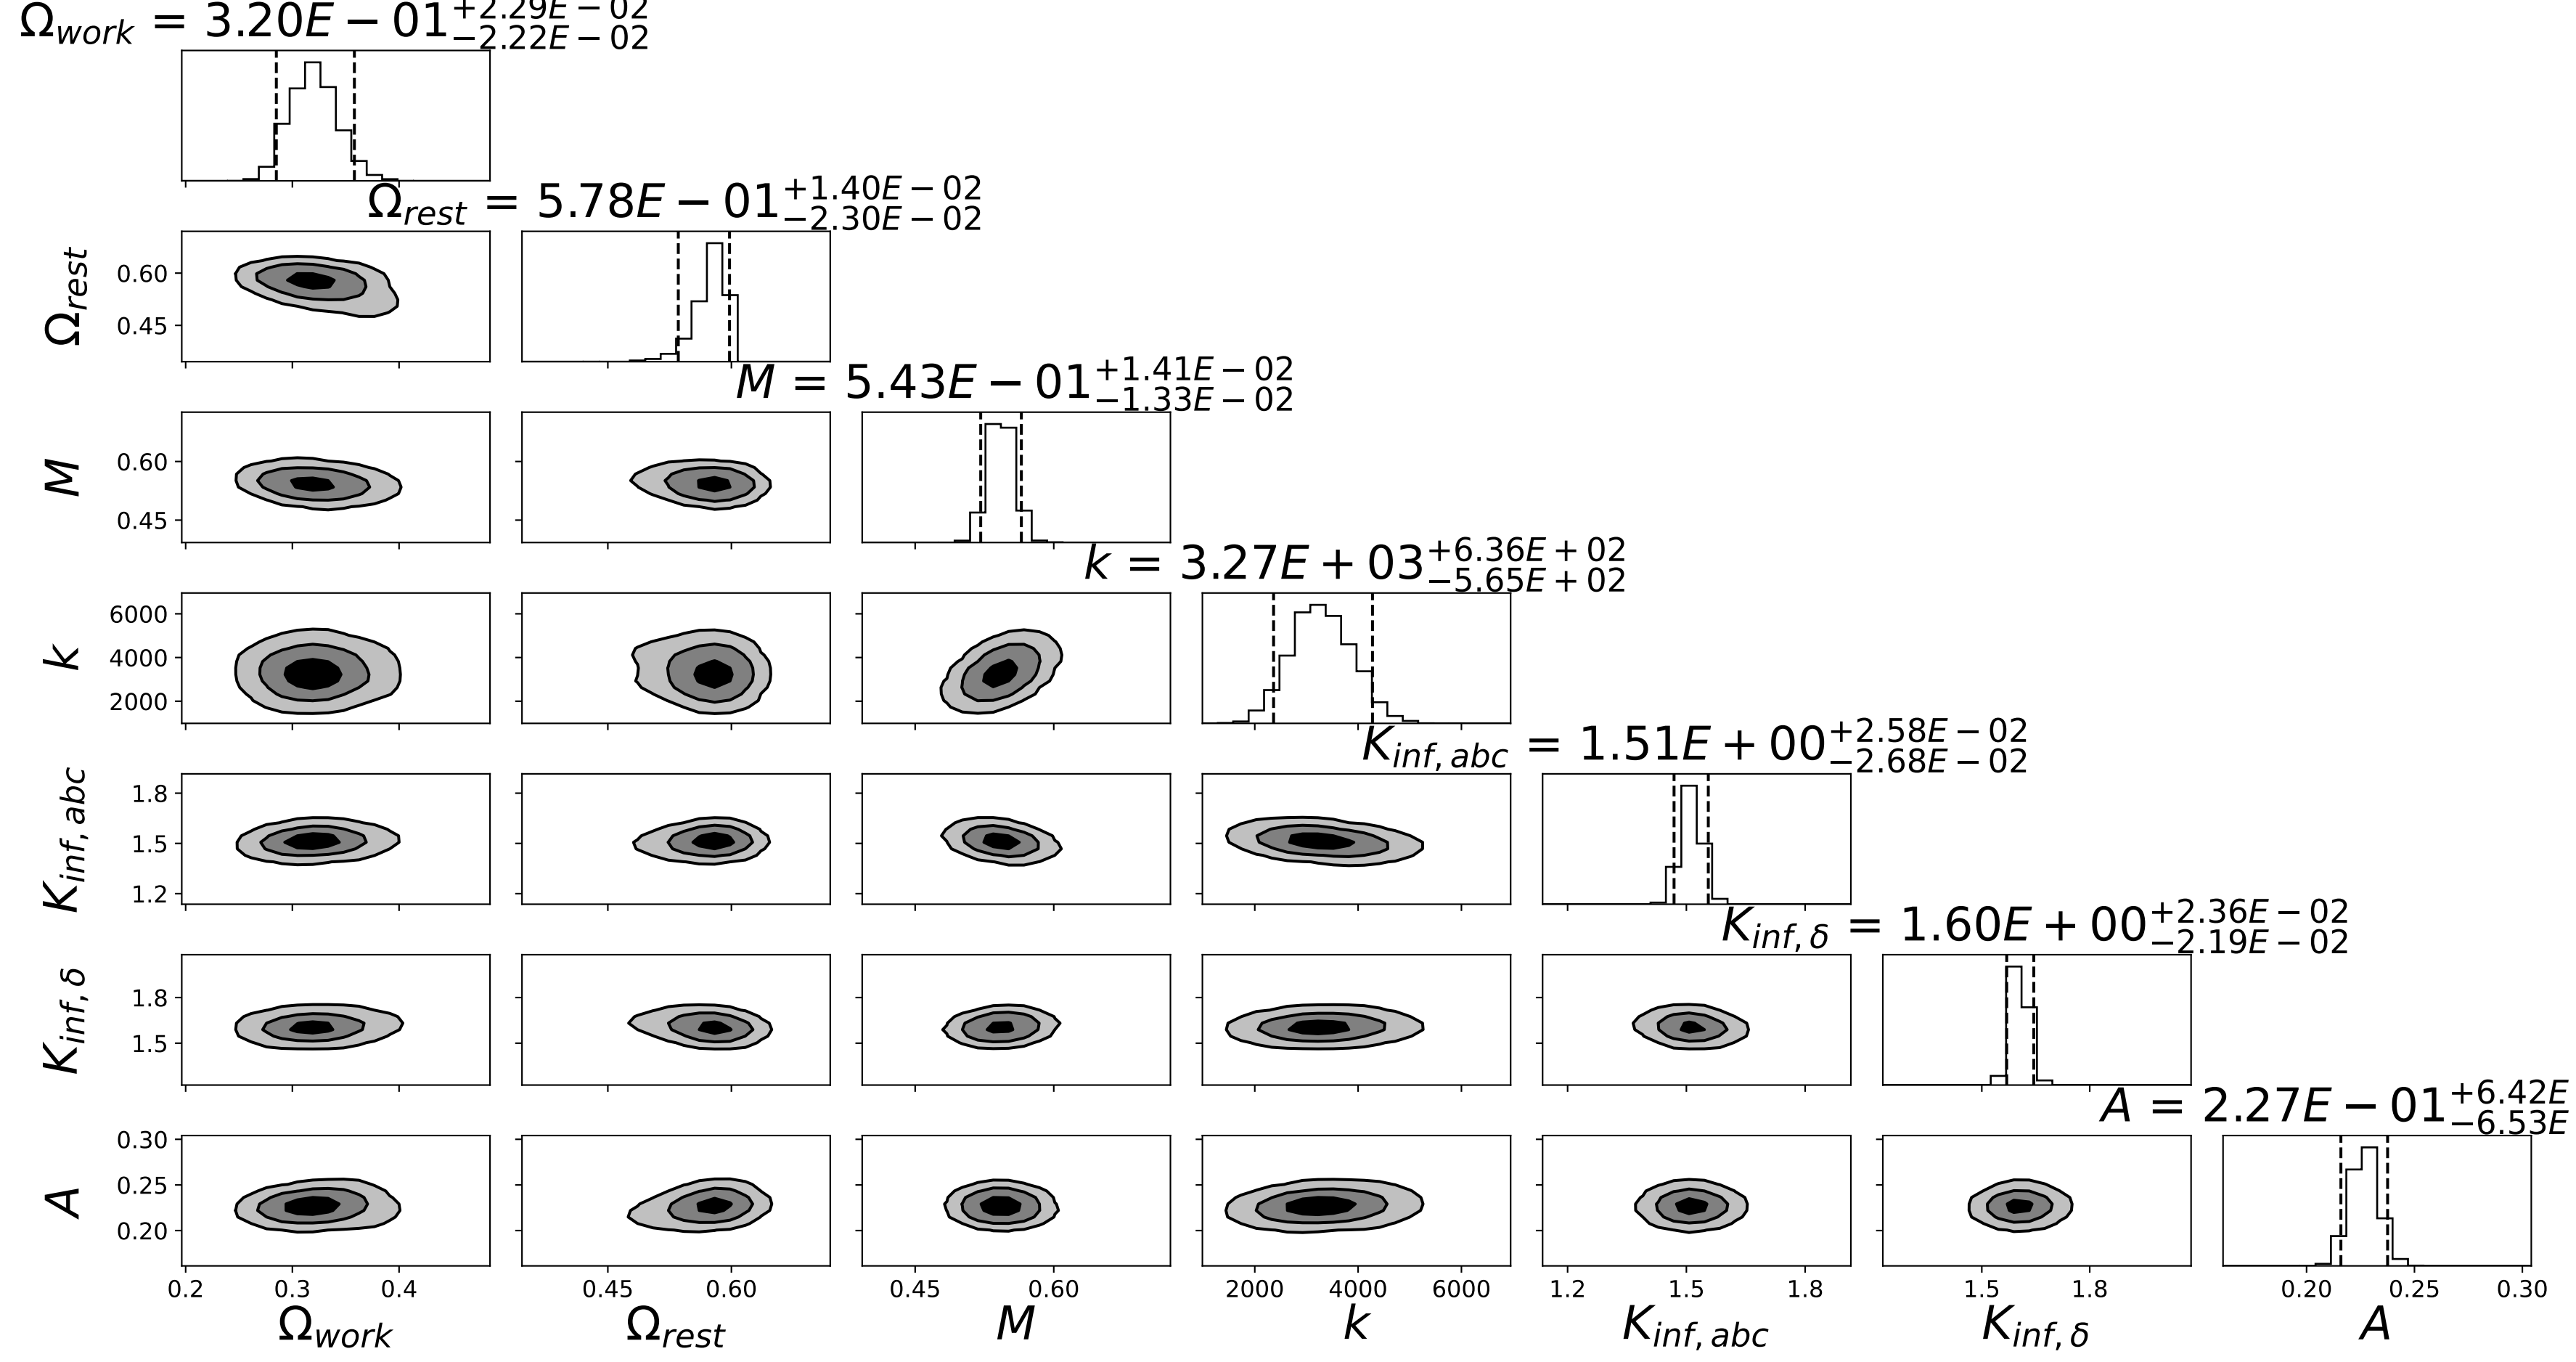 Ω_work = 3.20E − 01 +2.29E − 02 −2.22E − 02
Ω_rest = 5.78E − 01 +1.40E − 02 −2.30E − 02
Ω_rest
0.60
0.45
M = 5.43E − 01 +1.41E − 02 −1.33E − 02
M
0.60
0.45
k = 3.27E + 03 +6.36E + 02 −5.65E + 02
k
6000
4000
2000
K_inf, abc = 1.51E + 00 +2.58E − 02 −2.68E − 02
K_inf, abc
1.8
1.5
1.2
K_inf, δ = 1.60E + 00 +2.36E − 02 −2.19E − 02
K_inf, δ
1.8
1.5
A = 2.27E − 01 +6.42E −6.53E
A
0.30
0.25
0.20
0.2 0.3 0.4 0.45 0.60 0.45 0.60 2000 4000 6000 1.2 1.5 1.8 1.5 1.8 0.20 0.25 0.30
Ω_work Ω_rest M k K_inf, abc K_inf, δ A